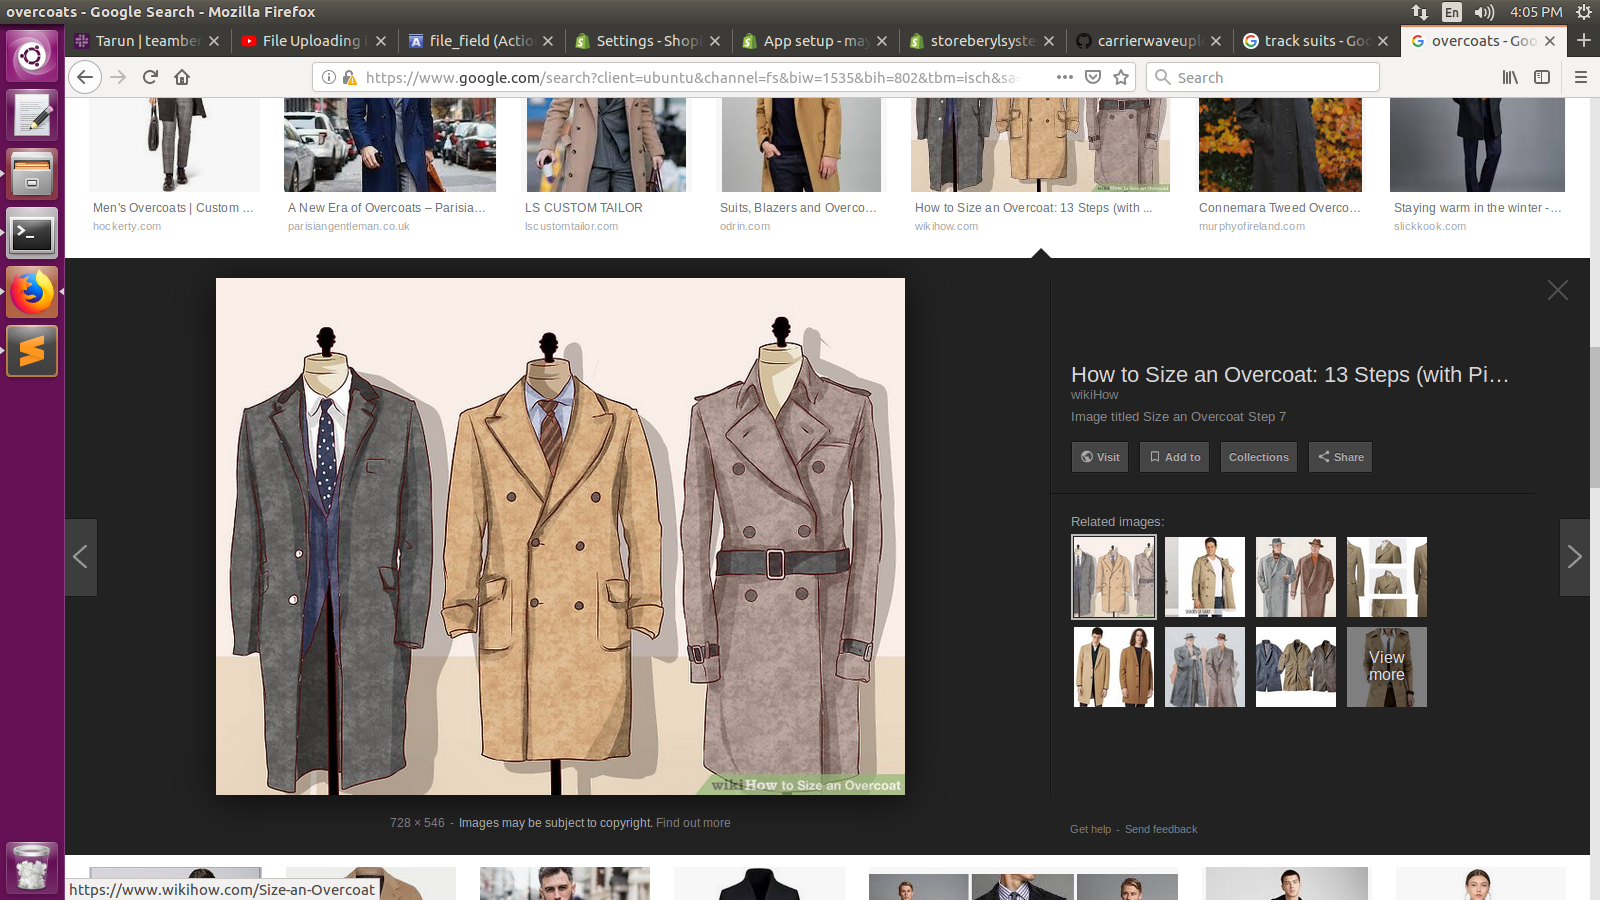 overcoats - Google Search - Mozilla Firefox
En
4:05 PM
Tarun | teamber
File Uploading i
file_field (Actio
Settings - Shop
App setup - may
storeberylsyste
carrierwaveuple
track suits - Goo
overcoats - Goo
https://www.google.com/search?client=ubuntu&channel=fs&biw=1535&bih=802&tbm=isch&sa
Search
Men's Overcoats | Custom ...
A New Era of Overcoats – Parisia...
LS CUSTOM TAILOR
Suits, Blazers and Overco...
How to Size an Overcoat: 13 Steps (with ...
Connemara Tweed Overco...
Staying warm in the winter -...
hockerty.com
parisiangentleman.co.uk
lscustomtailor.com
odrin.com
wikihow.com
murphyofireland.com
slickkook.com
How to Size an Overcoat: 13 Steps (with Pi...
wikiHow
Image titled Size an Overcoat Step 7
Visit
Add to
Collections
Share
Related images:
View
more
wikiHow to Size an Overcoat
728 × 546 - Images may be subject to copyright. Find out more
Get help - Send feedback
https://www.wikihow.com/Size-an-Overcoat